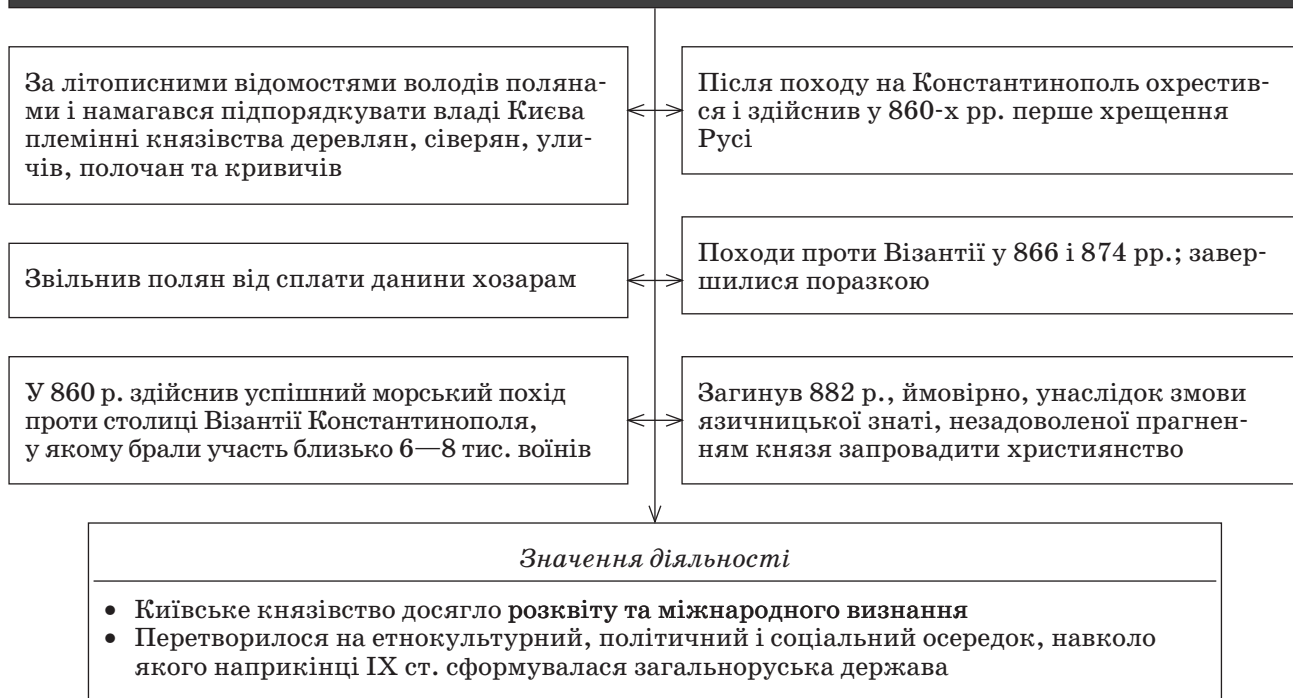 За літописними відомостями володів поляна-
ми і намагався підпорядкувати владі Києва
племінні князівства деревлян, сіверян, ули-
чів, полочан та кривичів
Після походу на Константинополь охрестив-
ся і здійснив у 860-х рр. перше хрещення
Русі
Звільнив полян від сплати данини хозарам
Походи проти Візантії у 866 і 874 рр.; завер-
шилися поразкою
У 860 р. здійснив успішний морський похід
проти столиці Візантії Константинополя,
у якому брали участь близько 6—8 тис. воїнів
Загинув 882 р., ймовірно, унаслідок змови
язичницької знаті, незадоволеної прагнен-
ням князя запровадити християнство
Значення діяльності
• Київське князівство досягло розквіту та міжнародного визнання
• Перетворилося на етнокультурний, політичний і соціальний осередок, навколо
якого наприкінці IX ст. сформувалася загальноруська держава